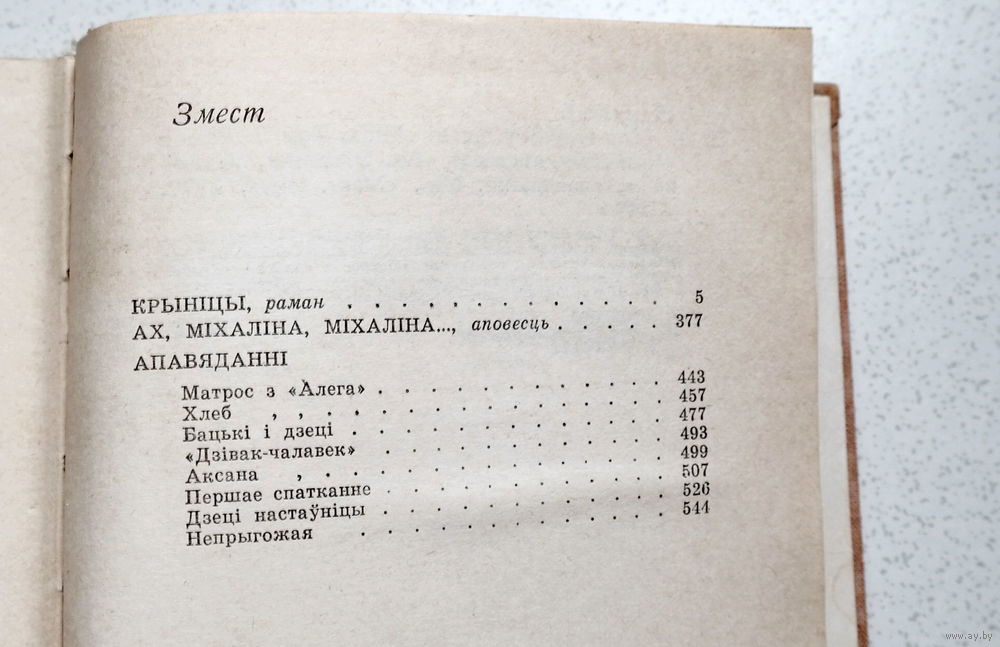 Змест
КРЫНІЦЫ, раман . . . . . . . . . . . . 5
АХ, МІХАЛІНА, МІХАЛІНА..., аповесць . . . . . 377
АПАВЯДАННІ
Матрос з «Алега» . . . . . . . . . . . 443
Хлеб , , . . . . . . . . . . . . . 457
Бацькі і дзеці . . . . . . . . . . . . 477
«Дзівак-чалавек» . . . . . . . . . . . 493
Аксана , . . . . . . . . . . . . . 499
Першае спатканне . . . . . . . . . . . 507
Дзеці настаўніцы . . . . . . . . . . . 526
Непрыгожая . . . . . . . . . . . . 544
www.ay.by